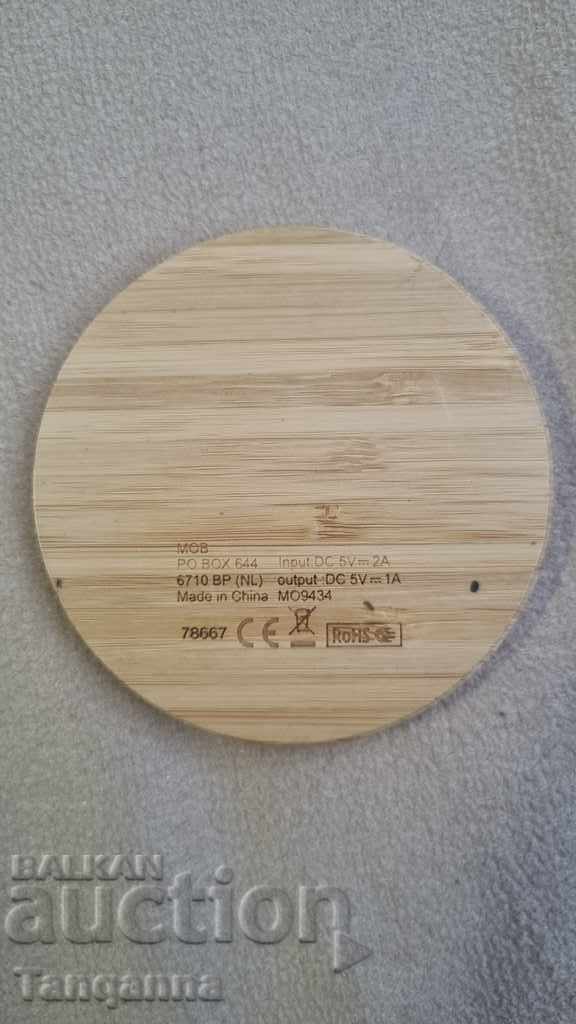 MOB
PO BOX 644 Input:DC 5V⎓2A
6710 BP (NL) output :DC 5V⎓1A
Made in China MO9434
78667 CE RoHS
BALKAN
auction
Tanganna